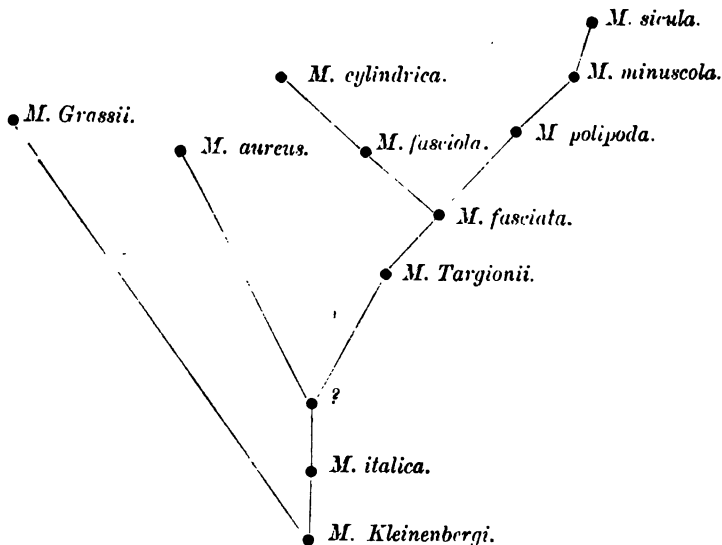 M. sicula.
M. cylindrica.
M. minuscola.
M. Grassii.
M. aureus.
M. fasciola.
M polipoda.
M. fasciata.
M. Targionii.
?
M. italica.
M. Kleinenbergi.